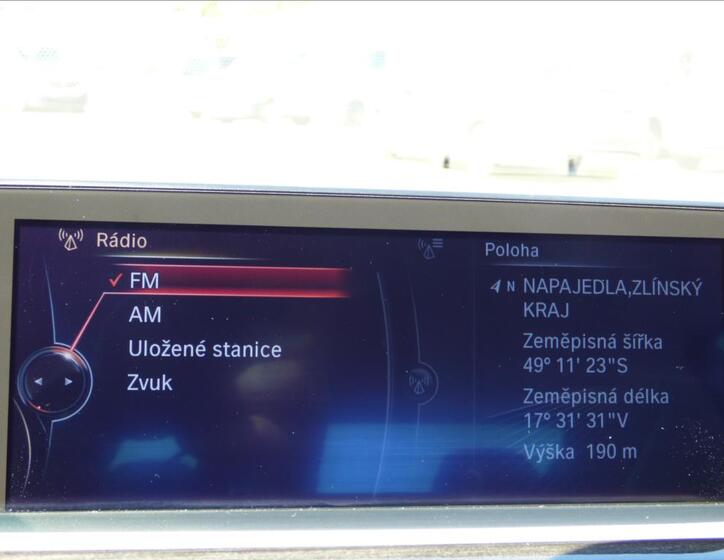 Rádio
✓ FM
AM
Uložené stanice
Zvuk
Poloha
N NAPAJEDLA,ZLÍNSKÝ
KRAJ
Zeměpisná šířka
49° 11' 23"S
Zeměpisná délka
17° 31' 31"V
Výška 190 m